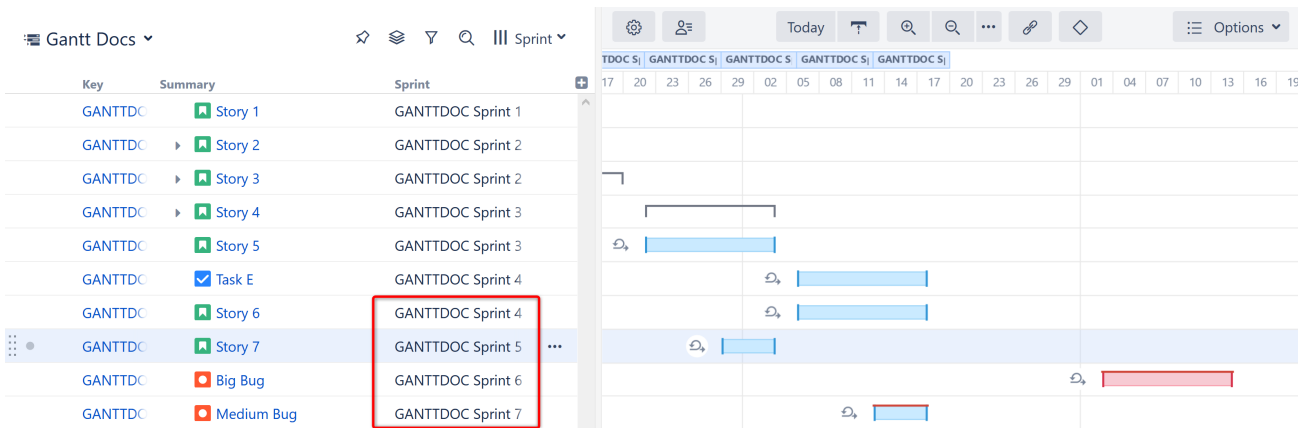 Gantt Docs
Sprint
Today
Options
TDOC S GANTTDOC S GANTTDOC S GANTTDOC S GANTTDOC S
Key Summary Sprint
17 20 23 26 29 02 05 08 11 14 17 20 23 26 29 01 04 07 10 13 16 19
GANTTDO Story 1 GANTTDOC Sprint 1
GANTTDO Story 2 GANTTDOC Sprint 2
GANTTDO Story 3 GANTTDOC Sprint 2
GANTTDO Story 4 GANTTDOC Sprint 3
GANTTDO Story 5 GANTTDOC Sprint 3
GANTTDO Task E GANTTDOC Sprint 4
GANTTDO Story 6 GANTTDOC Sprint 4
GANTTDO Story 7 GANTTDOC Sprint 5
GANTTDO Big Bug GANTTDOC Sprint 6
GANTTDO Medium Bug GANTTDOC Sprint 7